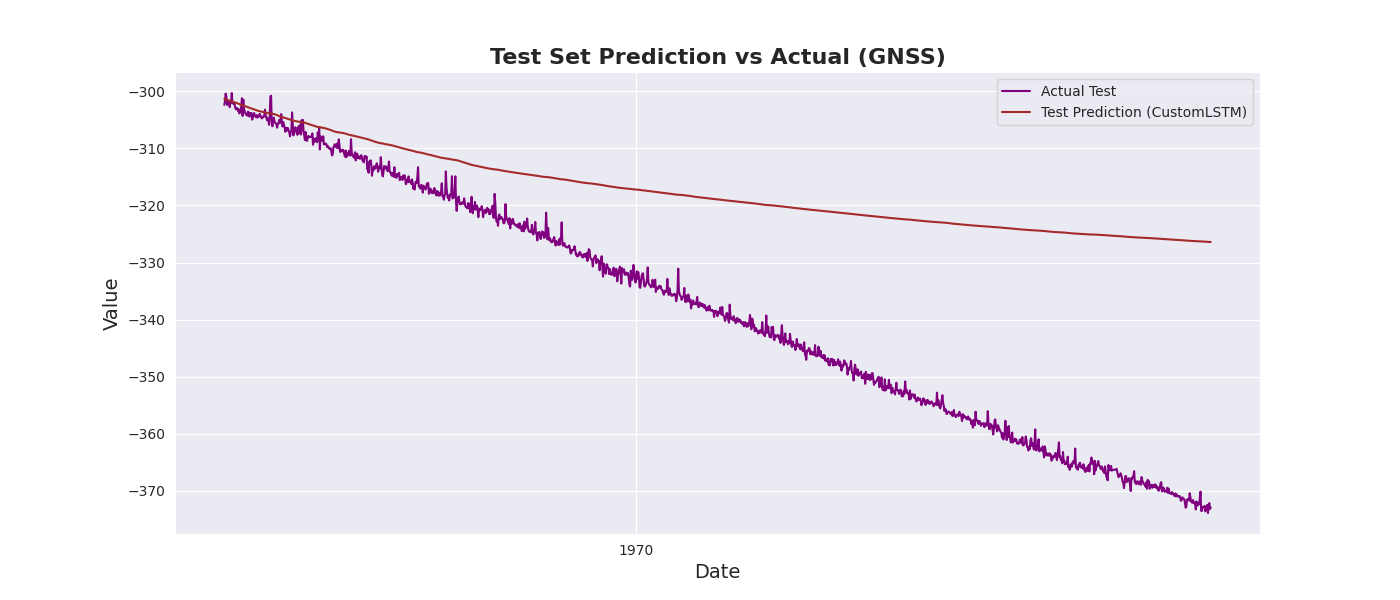 Test Set Prediction vs Actual (GNSS)
Actual Test
Test Prediction (CustomLSTM)
−300
−310
−320
−330
−340
−350
−360
−370
Value
1970
Date